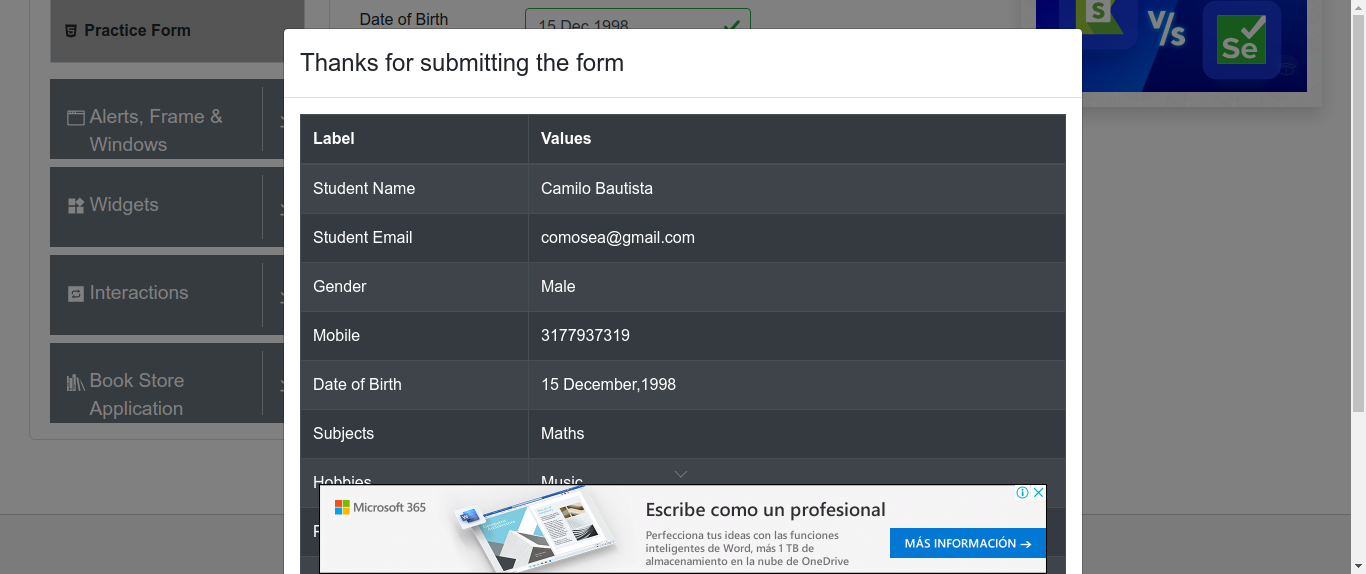 Practice Form
Alerts, Frame &
Windows
Widgets
Interactions
Book Store
Application
Date of Birth
15 Dec 1998
S
V/s
Se
Thanks for submitting the form
Label Values
Student Name Camilo Bautista
Student Email comosea@gmail.com
Gender Male
Mobile 3177937319
Date of Birth 15 December,1998
Subjects Maths
Hobbies Music
Microsoft 365
Escribe como un profesional
Perfecciona tus ideas con las funciones
inteligentes de Word, más 1 TB de
almacenamiento en la nube de OneDrive
MÁS INFORMACIÓN →